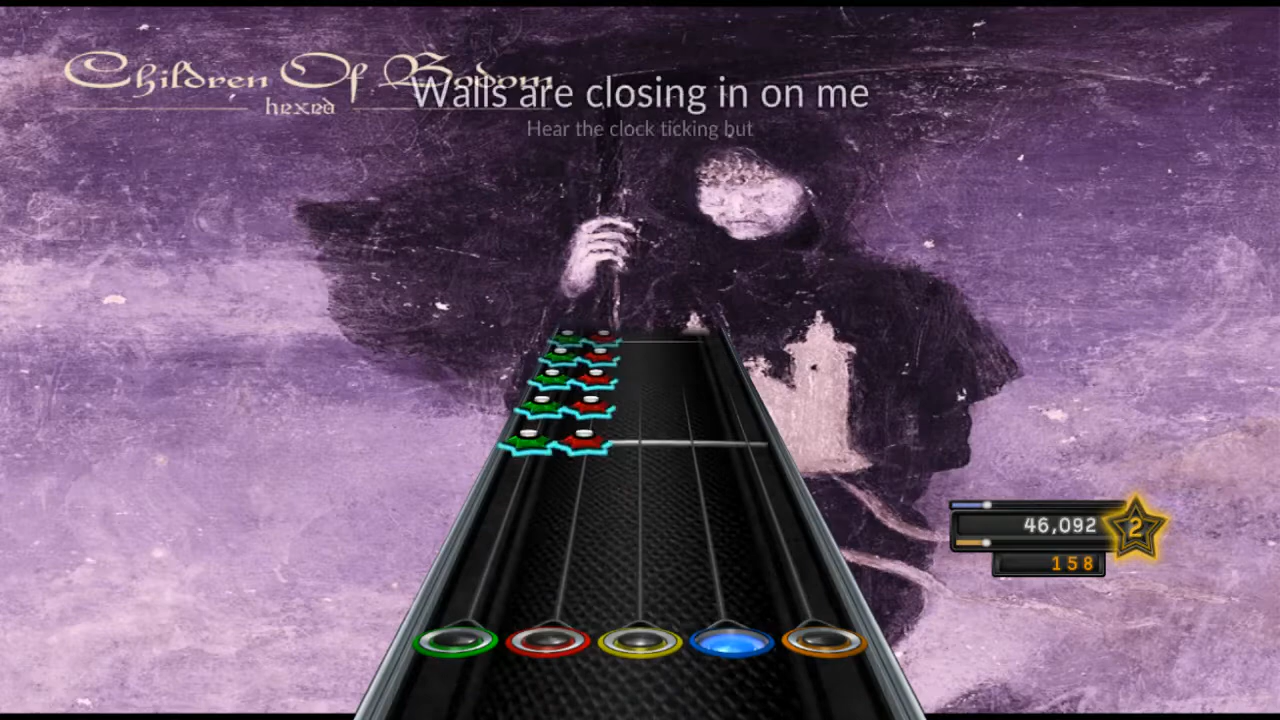 Children Of Bodom
hexed
Walls are closing in on me
Hear the clock ticking but
46,092
2
158